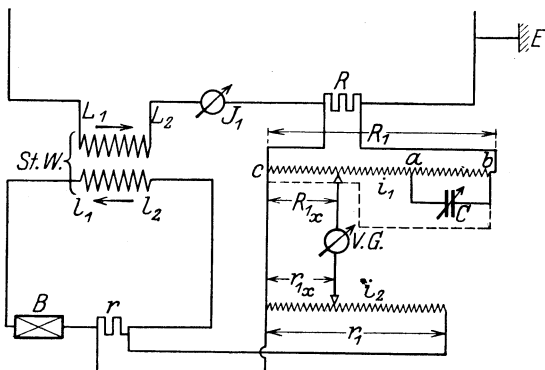 E
R
L₁ L₂ J₁
R₁
St.W.
c a b
i₁
l₁ l₂
R₁ₓ C
V.G.
r₁ₓ i₂
B r
r₁